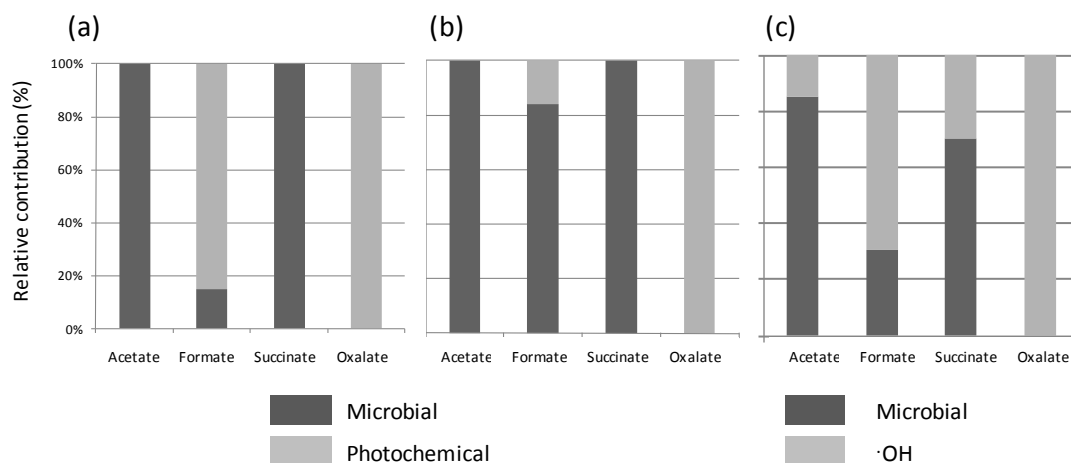 (a)
(b)
(c)
Relative contribution (%)
100%
80%
60%
40%
20%
0%
Acetate Formate Succinate Oxalate
Acetate Formate Succinate Oxalate
Acetate Formate Succinate Oxalate
Microbial
Photochemical
Microbial
·OH